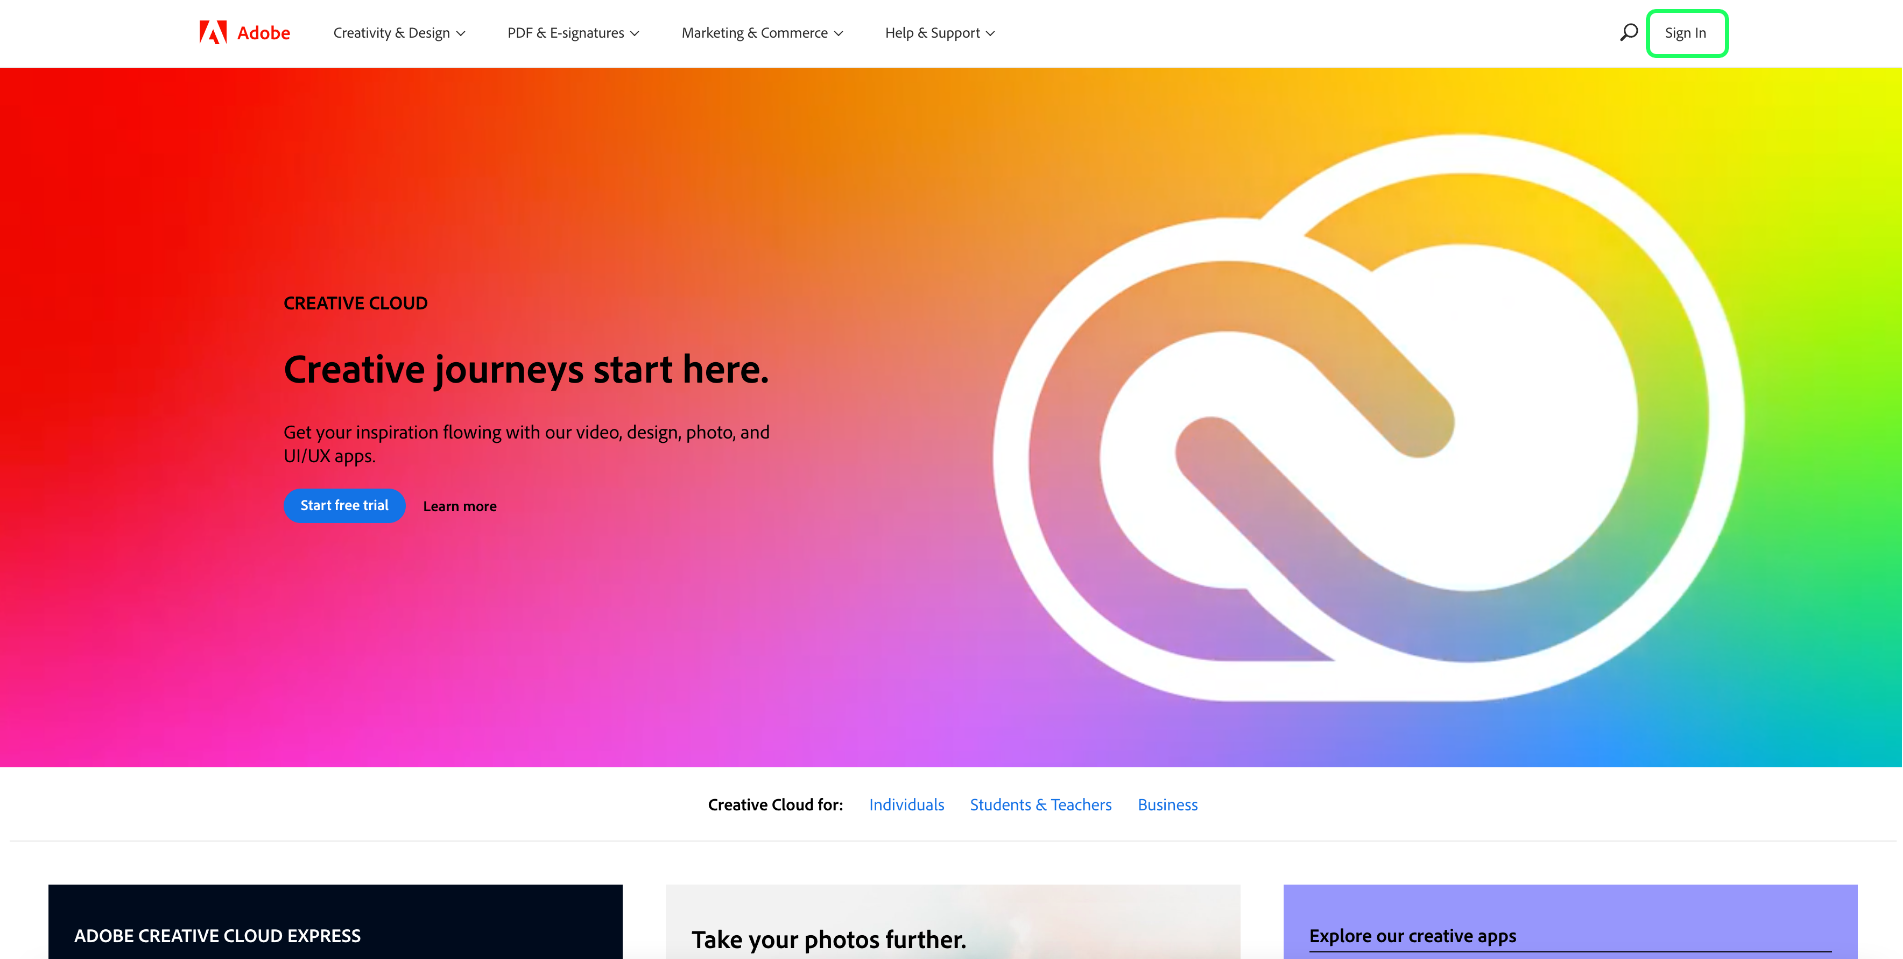 Adobe
Creativity & Design
PDF & E-signatures
Marketing & Commerce
Help & Support
Sign In
CREATIVE CLOUD
Creative journeys start here.
Get your inspiration flowing with our video, design, photo, and
UI/UX apps.
Start free trial
Learn more
Creative Cloud for:
Individuals
Students & Teachers
Business
ADOBE CREATIVE CLOUD EXPRESS
Take your photos further.
Explore our creative apps